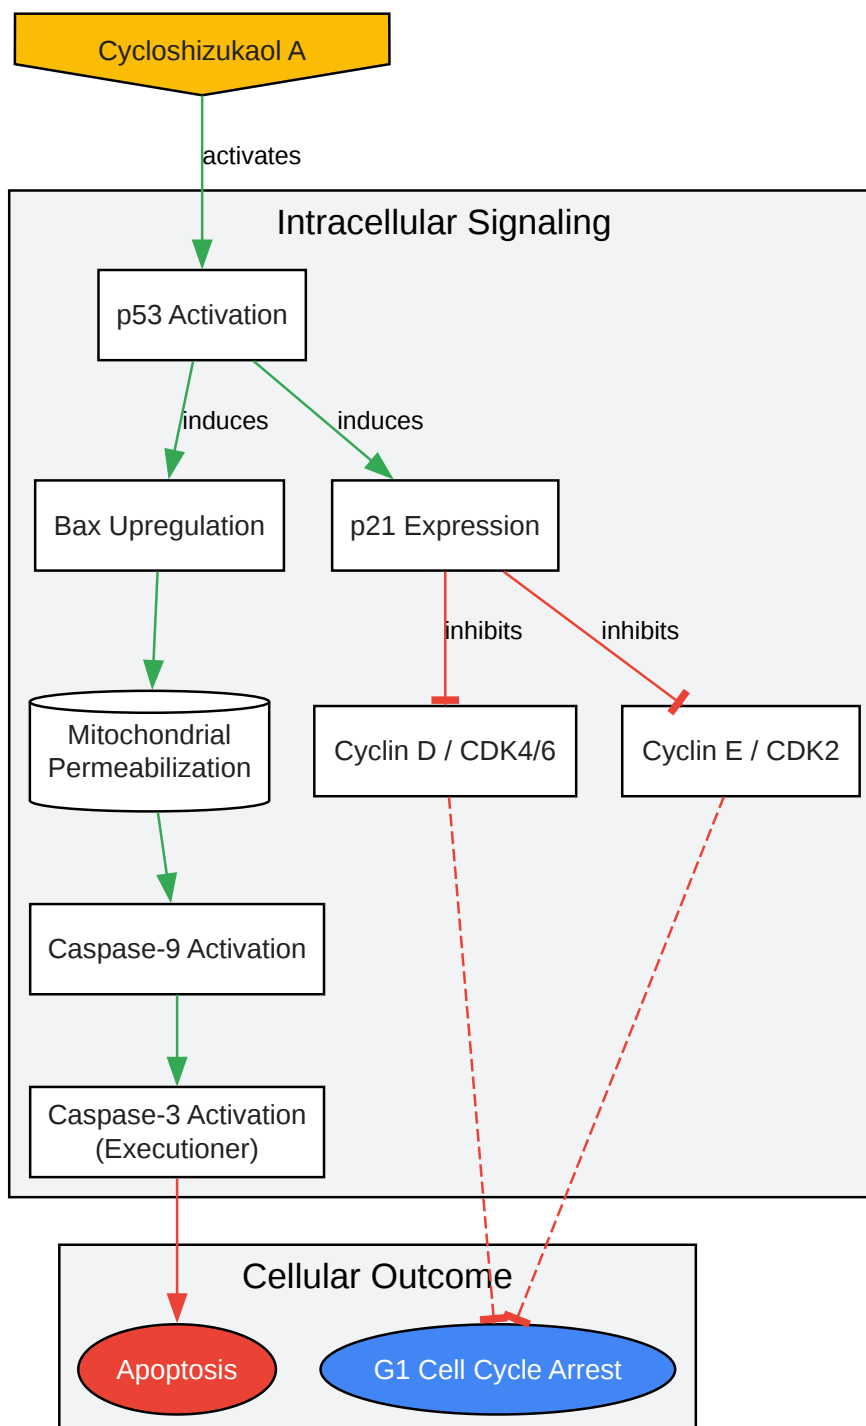 Cycloshizukaol A
activates
Intracellular Signaling
p53 Activation
induces
induces
Bax Upregulation
p21 Expression
inhibits
inhibits
Mitochondrial
Permeabilization
Cyclin D / CDK4/6
Cyclin E / CDK2
Caspase-9 Activation
Caspase-3 Activation
(Executioner)
Cellular Outcome
Apoptosis
G1 Cell Cycle Arrest